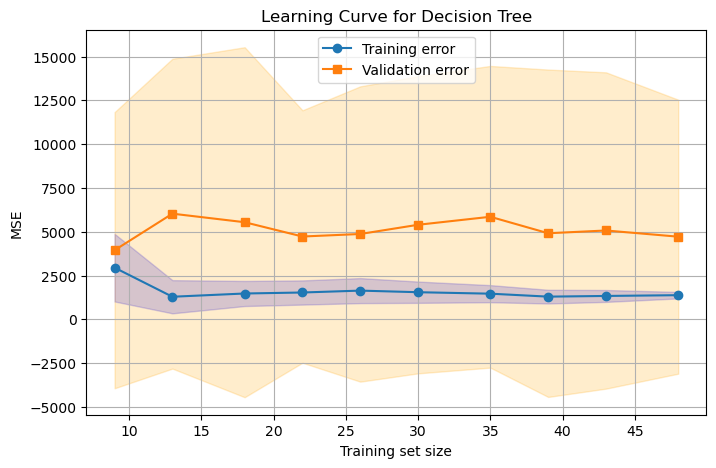 Learning Curve for Decision Tree
Training error
Validation error
MSE
15000
12500
10000
7500
5000
2500
0
−2500
−5000
10 15 20 25 30 35 40 45
Training set size